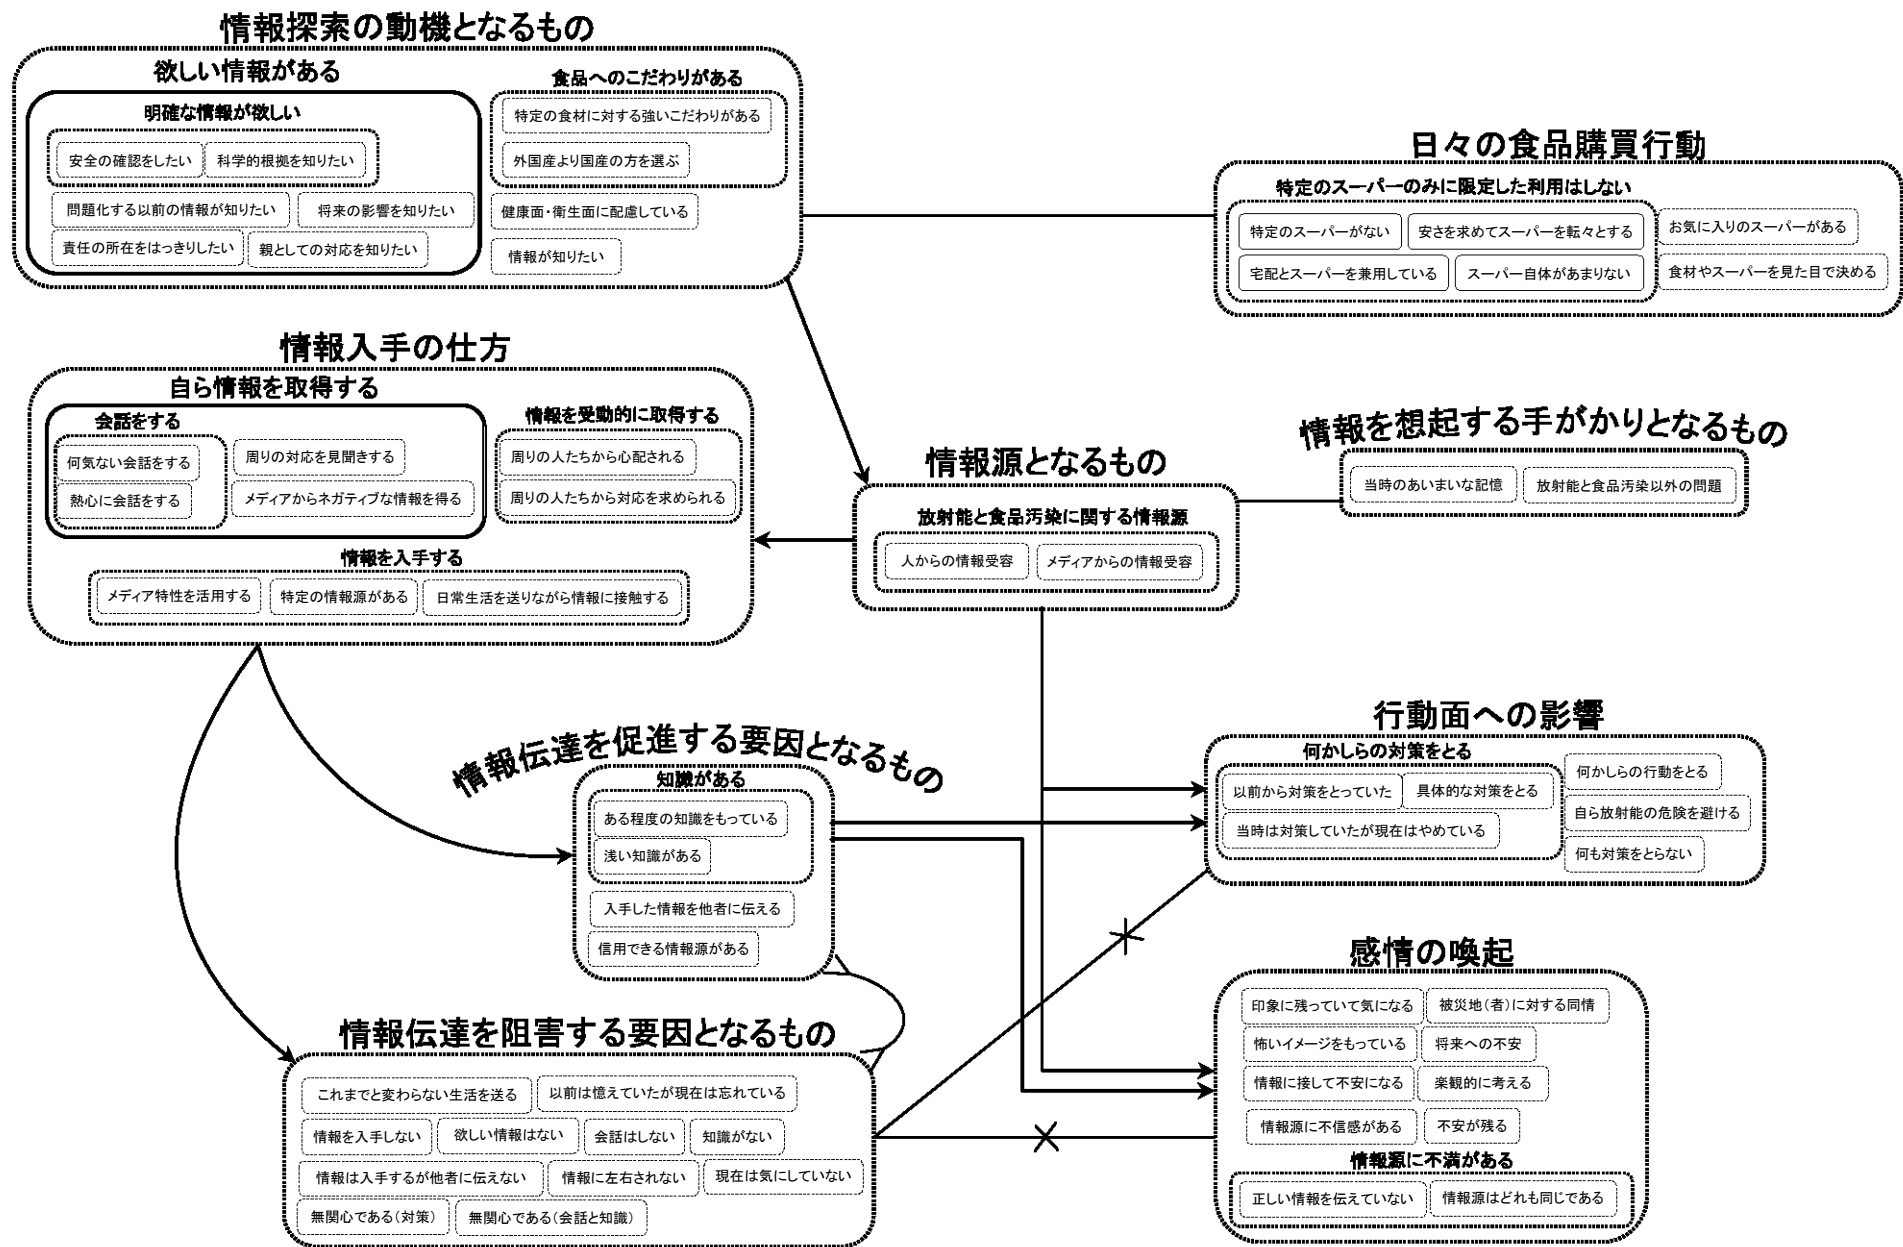 情報探索の動機となるもの
欲しい情報がある
明確な情報が欲しい
安全の確認をしたい
科学的根拠を知りたい
問題化する以前の情報が知りたい
将来の影響を知りたい
責任の所在をはっきりしたい
親としての対応を知りたい
食品へのこだわりがある
特定の食材に対する強いこだわりがある
外国産より国産の方を選ぶ
健康面・衛生面に配慮している
情報が知りたい
日々の食品購買行動
特定のスーパーのみに限定した利用はしない
特定のスーパーがない
安さを求めてスーパーを転々とする
宅配とスーパーを兼用している
スーパー自体があまりない
お気に入りのスーパーがある
食材やスーパーを見た目で決める
情報入手の仕方
自ら情報を取得する
会話をする
何気ない会話をする
熱心に会話をする
周りの対応を見聞きする
メディアからネガティブな情報を得る
情報を受動的に取得する
周りの人たちから心配される
周りの人たちから対応を求められる
情報を入手する
メディア特性を活用する
特定の情報源がある
日常生活を送りながら情報に接触する
情報源となるもの
放射能と食品汚染に関する情報源
人からの情報受容
メディアからの情報受容
情報を想起する手がかりとなるもの
当時のあいまいな記憶
放射能と食品汚染以外の問題
情報伝達を促進する要因となるもの
知識がある
ある程度の知識をもっている
浅い知識がある
入手した情報を他者に伝える
信用できる情報源がある
行動面への影響
何かしらの対策をとる
以前から対策をとっていた
具体的な対策をとる
当時は対策していたが現在はやめている
何かしらの行動をとる
自ら放射能の危険を避ける
何も対策をとらない
情報伝達を阻害する要因となるもの
これまでと変わらない生活を送る
以前は憶えていたが現在は忘れている
情報を入手しない
欲しい情報はない
会話はしない
知識がない
情報は入手するが他者に伝えない
情報に左右されない
現在は気にしていない
無関心である（対策）
無関心である（会話と知識）
感情の喚起
印象に残っていて気になる
被災地（者）に対する同情
怖いイメージをもっている
将来への不安
情報に接して不安になる
楽観的に考える
情報源に不信感がある
不安が残る
情報源に不満がある
正しい情報を伝えていない
情報源はどれも同じである